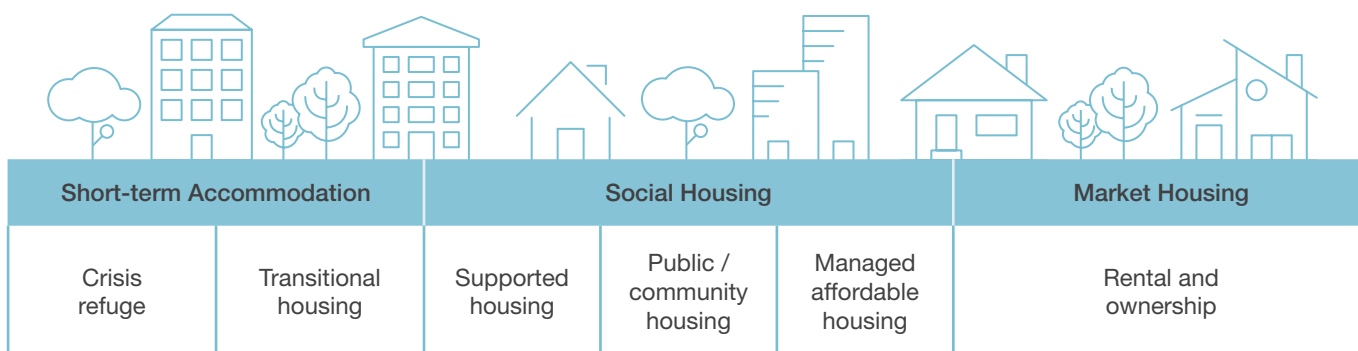 Short-term Accommodation
Social Housing
Market Housing
Crisis
refuge
Transitional
housing
Supported
housing
Public /
community
housing
Managed
affordable
housing
Rental and
ownership